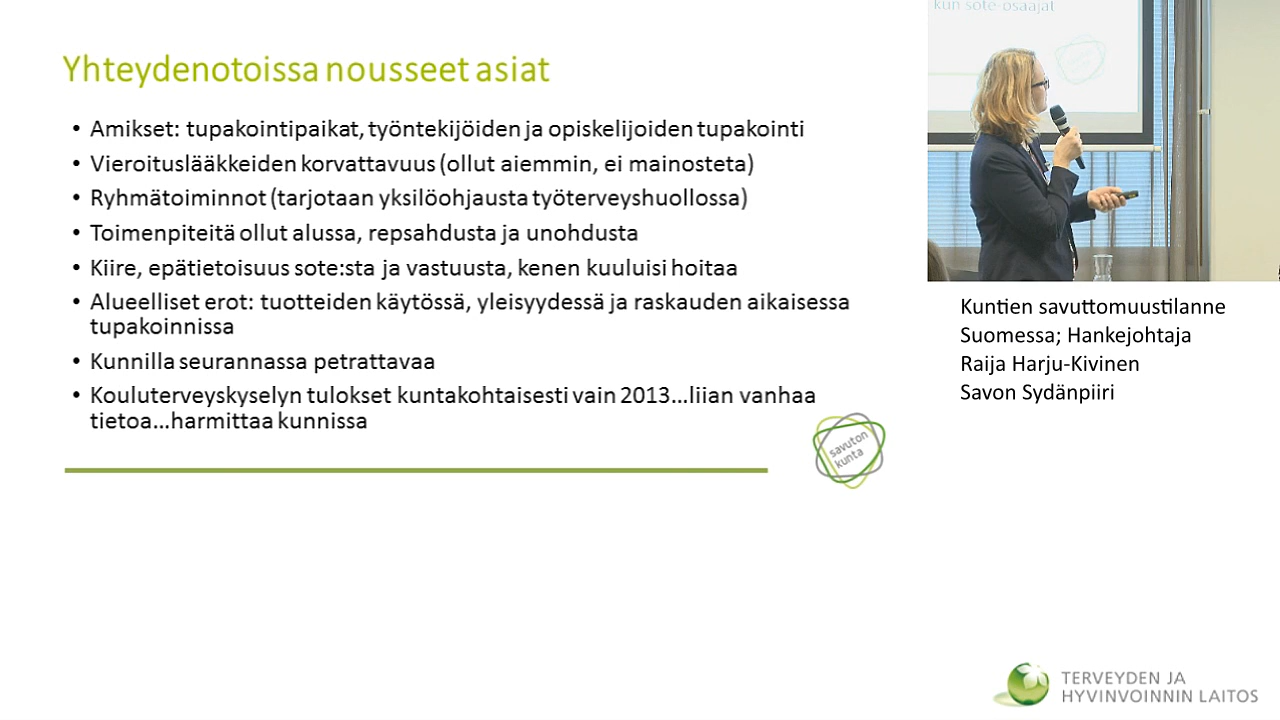 Yhteydenotoissa nousseet asiat
• Amikset: tupakointipaikat, työntekijöiden ja opiskelijoiden tupakointi
• Vieroituslääkkeiden korvattavuus (ollut aiemmin, ei mainosteta)
• Ryhmätoiminnot (tarjotaan yksilöohjausta työterveyshuollossa)
• Toimenpiteitä ollut alussa, repsahdusta ja unohdusta
• Kiire, epätietoisuus sote:sta ja vastuusta, kenen kuuluisi hoitaa
• Alueelliset erot: tuotteiden käytössä, yleisyydessä ja raskauden aikaisessa
tupakoinnissa
• Kunnilla seurannassa petrattavaa
• Kouluterveyskyselyn tulokset kuntakohtaisesti vain 2013...liian vanhaa
tietoa...harmittaa kunnissa
savuton
kunta
kun sote-osaajat
Kuntien savuttomuustilanne
Suomessa; Hankejohtaja
Raija Harju-Kivinen
Savon Sydänpiiri
TERVEYDEN JA
HYVINVOINNIN LAITOS